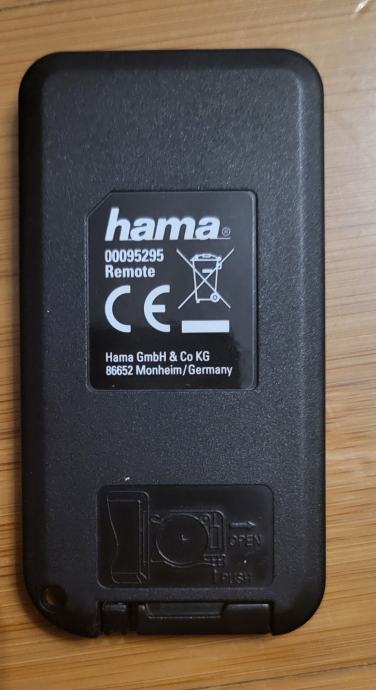 hama®
00095295
Remote
CE
Hama GmbH & Co KG
86652 Monheim/Germany
OPEN
PUSH